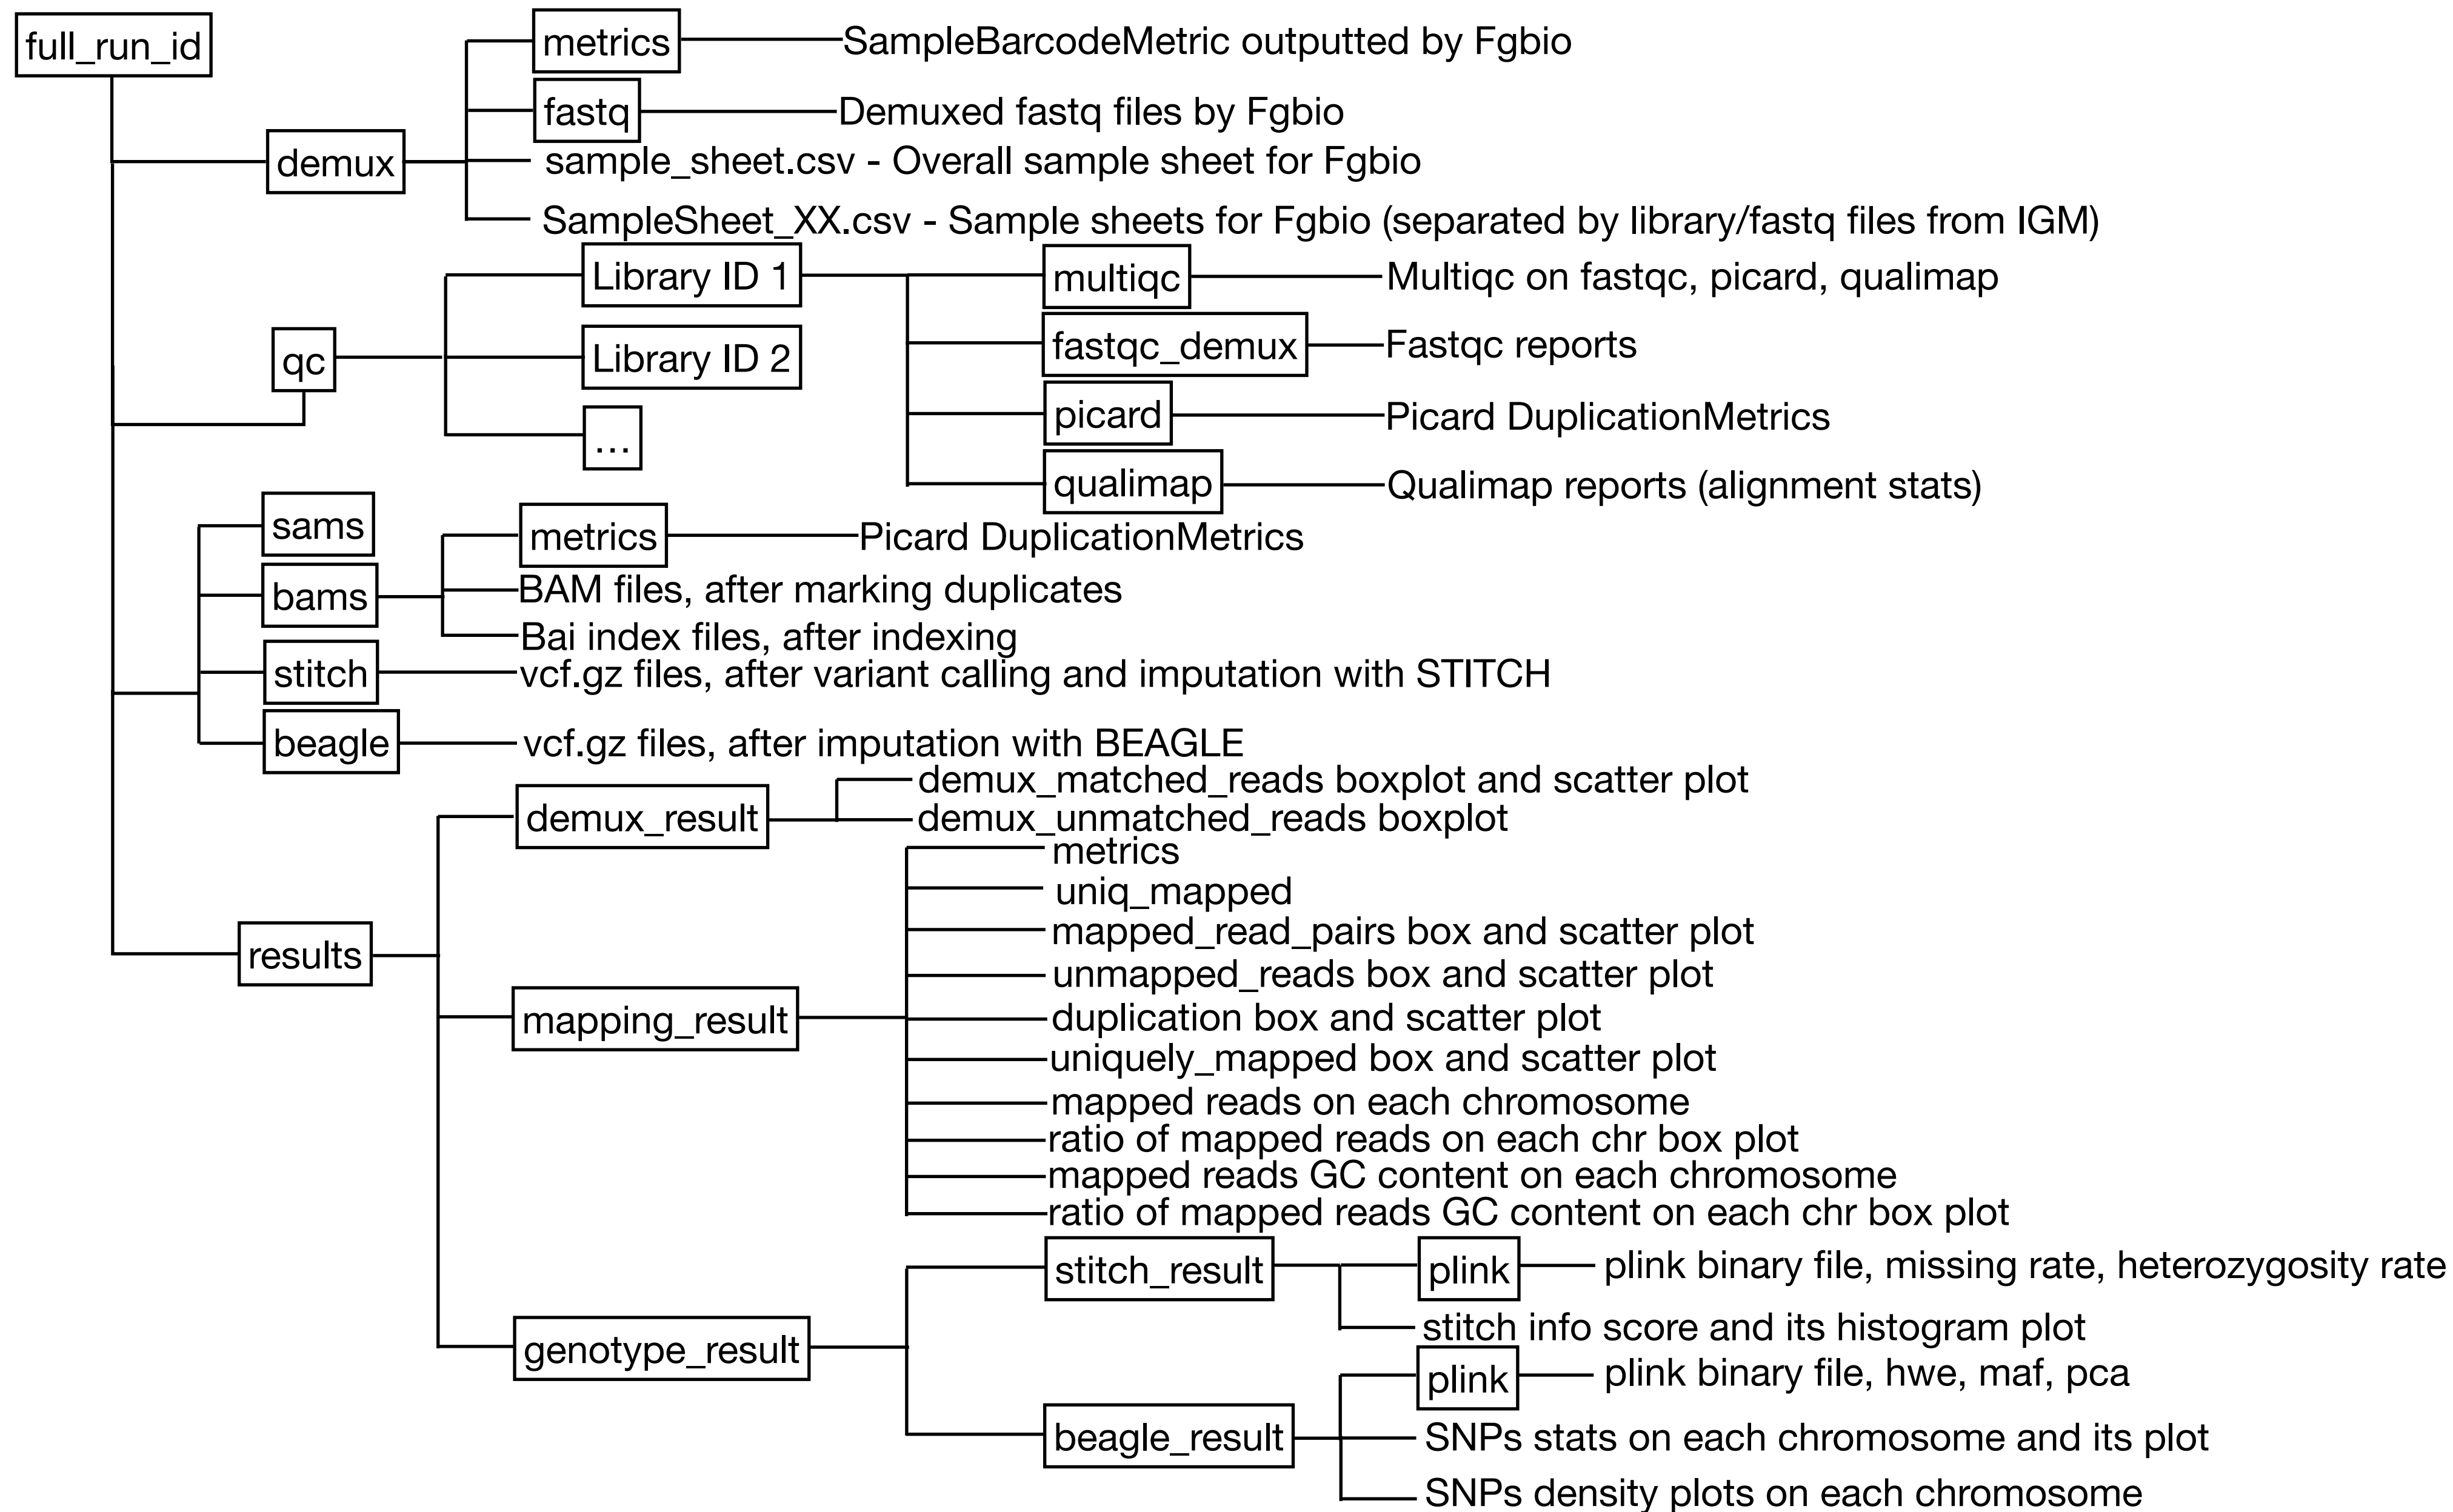 full_run_id
metrics
SampleBarcodeMetric outputted by Fgbio
fastq
Demuxed fastq files by Fgbio
demux
sample_sheet.csv - Overall sample sheet for Fgbio
SampleSheet_XX.csv - Sample sheets for Fgbio (separated by library/fastq files from IGM)
Library ID 1
multiqc
Multiqc on fastqc, picard, qualimap
qc
Library ID 2
fastqc_demux
Fastqc reports
picard
Picard DuplicationMetrics
...
qualimap
Qualimap reports (alignment stats)
sams
metrics
Picard DuplicationMetrics
bams
BAM files, after marking duplicates
Bai index files, after indexing
stitch
vcf.gz files, after variant calling and imputation with STITCH
beagle
vcf.gz files, after imputation with BEAGLE
demux_result
demux_matched_reads boxplot and scatter plot
demux_unmatched_reads boxplot
results
mapping_result
metrics
uniq_mapped
mapped_read_pairs box and scatter plot
unmapped_reads box and scatter plot
duplication box and scatter plot
uniquely_mapped box and scatter plot
mapped reads on each chromosome
ratio of mapped reads on each chr box plot
mapped reads GC content on each chromosome
ratio of mapped reads GC content on each chr box plot
genotype_result
stitch_result
plink
plink binary file, missing rate, heterozygosity rate
stitch info score and its histogram plot
beagle_result
plink
plink binary file, hwe, maf, pca
SNPs stats on each chromosome and its plot
SNPs density plots on each chromosome